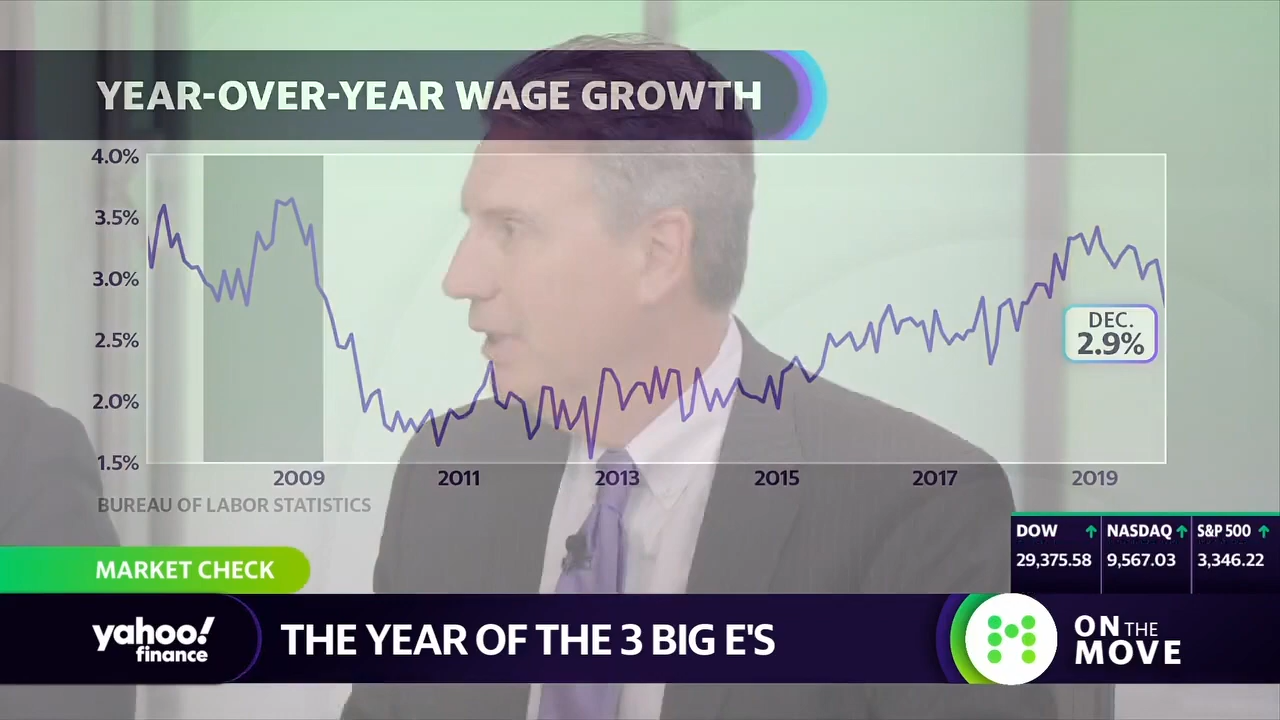 YEAR-OVER-YEAR WAGE GROWTH
4.0%
3.5%
3.0%
2.5%
2.0%
1.5%
DEC.
2.9%
2009 2011 2013 2015 2017 2019
BUREAU OF LABOR STATISTICS
DOW NASDAQ S&P 500
29,375.58 9,567.03 3,346.22
MARKET CHECK
yahoo!
finance
THE YEAR OF THE 3 BIG E'S
ON THE
MOVE